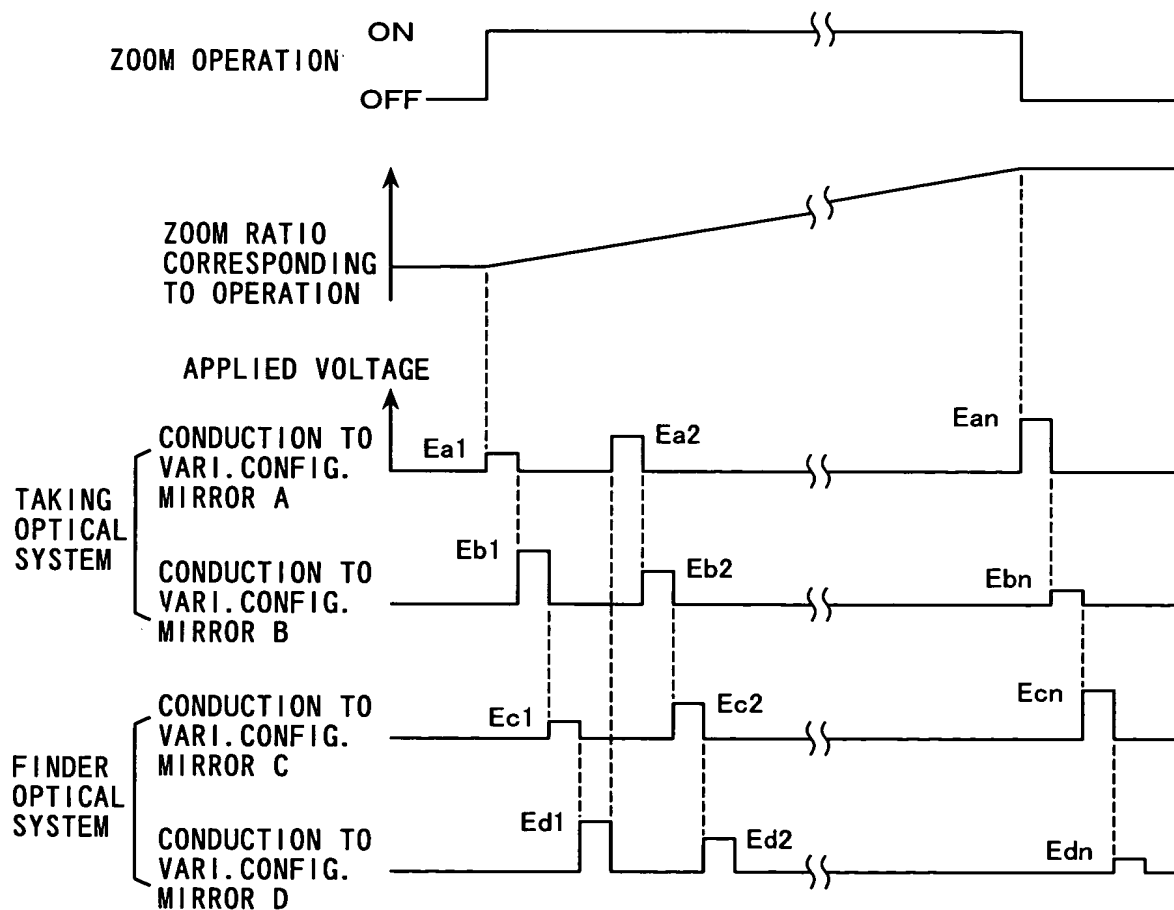 ON
ZOOM OPERATION
OFF
ZOOM RATIO
CORRESPONDING
TO OPERATION
APPLIED VOLTAGE
TAKING
OPTICAL
SYSTEM
CONDUCTION TO
VARI.CONFIG.
MIRROR A
Ea1
Ea2
Ean
CONDUCTION TO
VARI.CONFIG.
MIRROR B
Eb1
Eb2
Ebn
FINDER
OPTICAL
SYSTEM
CONDUCTION TO
VARI.CONFIG.
MIRROR C
Ec1
Ec2
Ecn
CONDUCTION TO
VARI.CONFIG.
MIRROR D
Ed1
Ed2
Edn